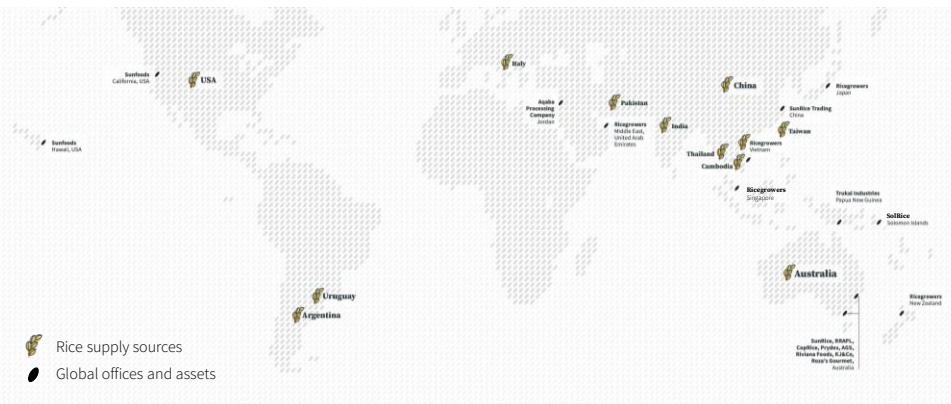 Sunfoods
California, USA
USA
Sunfoods
Hawaii, USA
Uruguay
Argentina
Italy
Aqaba
Processing
Company
Jordan
Pakistan
Ricegrowers
Middle East,
United Arab
Emirates
India
China
Ricegrowers
Japan
SunRice Trading
China
Taiwan
Ricegrowers
Vietnam
Thailand
Cambodia
Ricegrowers
Singapore
Trukai Industries
Papua New Guinea
SolRice
Solomon Islands
Australia
Ricegrowers
New Zealand
SunRice, RRAPL,
CopRice, Prydes, AGS,
Riviana Foods, KJ&Co,
Roza's Gourmet,
Australia
Rice supply sources
Global offices and assets